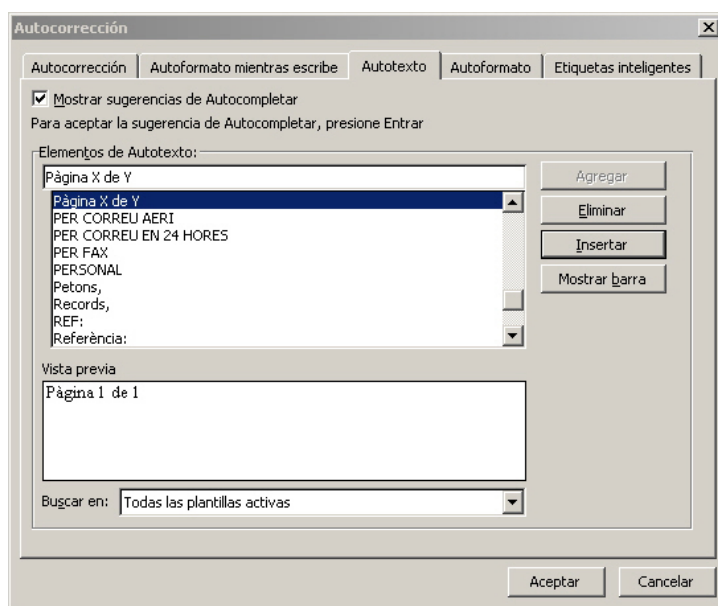 Autocorrección
Autocorrección Autoformato mientras escribe Autotexto Autoformato Etiquetas inteligentes
Mostrar sugerencias de Autocompletar
Para aceptar la sugerencia de Autocompletar, presione Entrar
Elementos de Autotexto:
Pàgina X de Y Agregar
Pàgina X de Y
PER CORREU AERI
PER CORREU EN 24 HORES
PER FAX
PERSONAL
Petons,
Records,
REF:
Referència:
Eliminar
Insertar
Mostrar barra
Vista previa
Pàgina 1 de 1
Buscar en: Todas las plantillas activas
Aceptar Cancelar